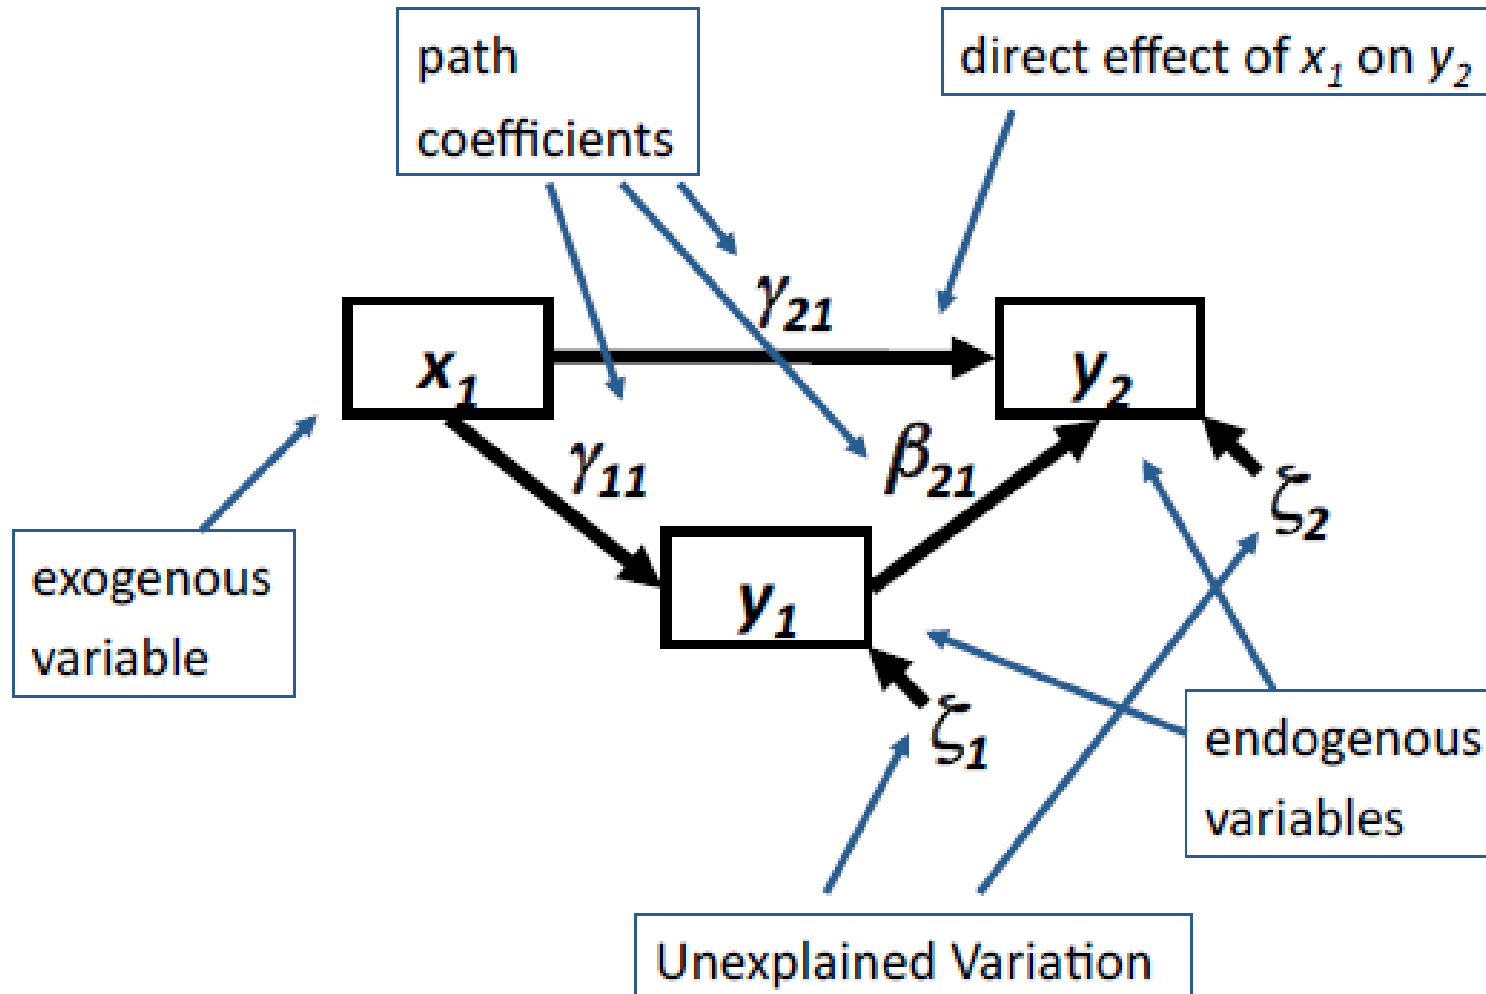 path
coefficients
direct effect of x₁ on y₂
γ₂₁
x₁
y₂
γ₁₁
β₂₁
ζ₂
exogenous
variable
y₁
ζ₁
endogenous
variables
Unexplained Variation